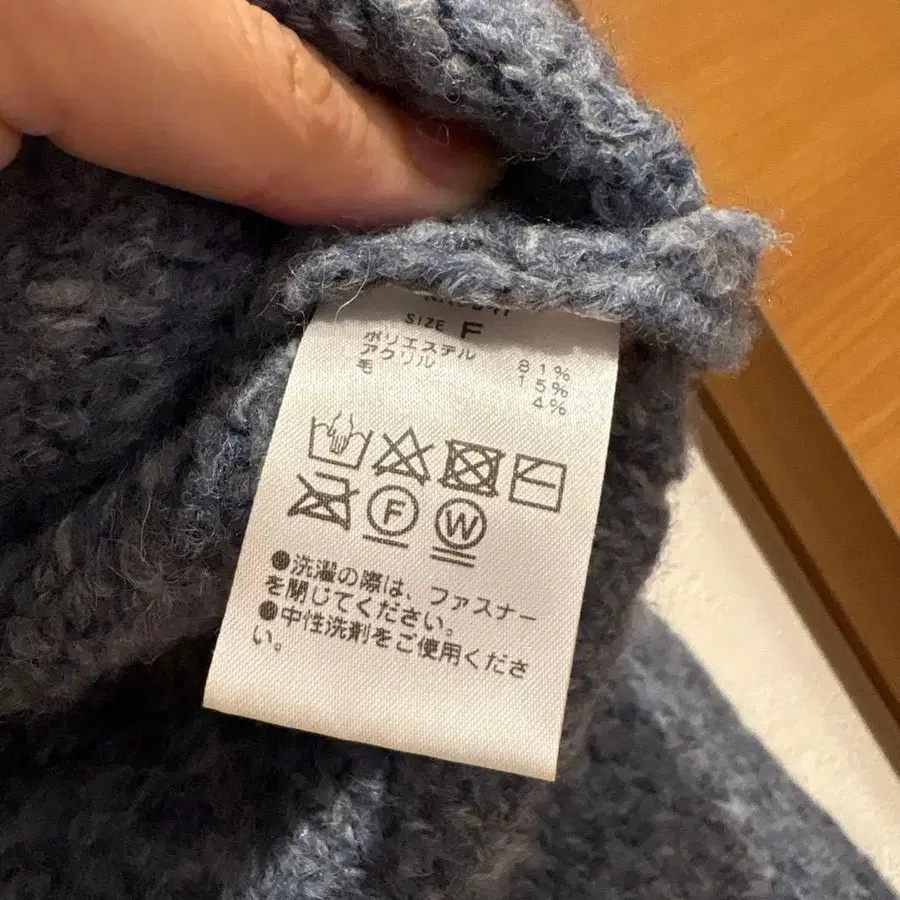 SIZE F
ポリエステル 81%
アクリル 15%
毛 4%
F W
●洗濯の際は、ファスナー
を閉じてください。
●中性洗剤をご使用くださ
い。